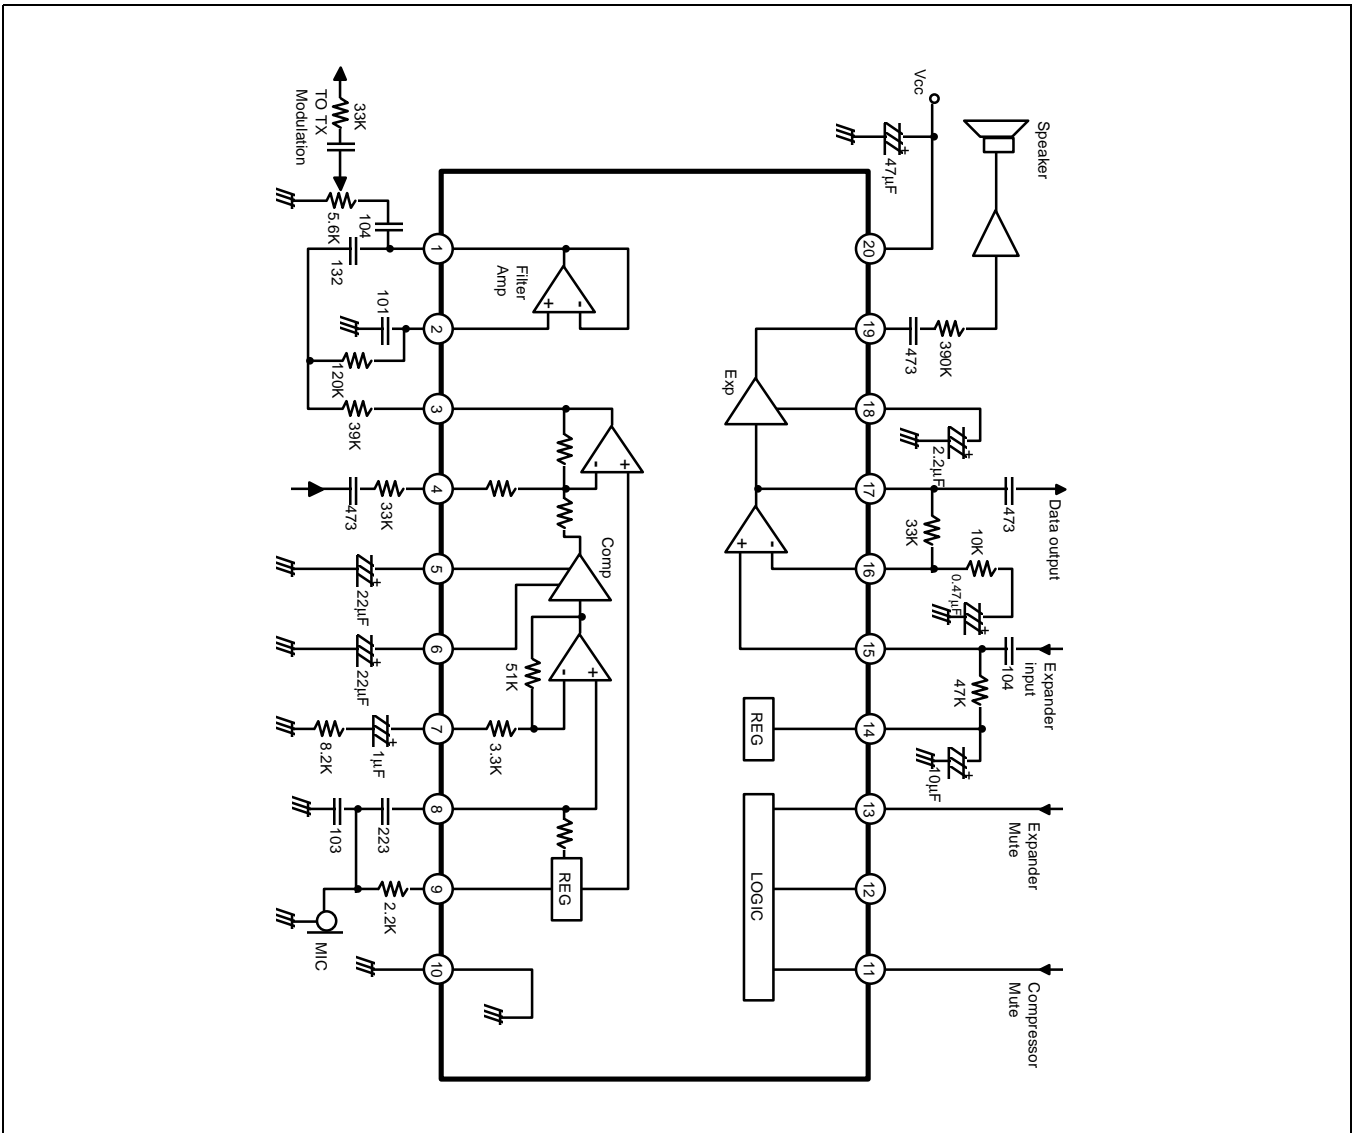 Vcc
47µF
+
Speaker
33K
TO TX
Modulation
5.6K
104
132
1
20
Filter
Amp
+
-
101
2
19
473
390K
120K
Exp
39K
3
18
2.2µF
+
-
+
473
33K
4
17
473
Data output
33K
10K
+
-
Comp
22µF
+
5
16
0.47µF
+
22µF
+
6
15
104
Expander
input
51K
-
+
47K
8.2K
1µF
+
7
3.3K
REG
14
10µF
+
103
223
8
13
Expander
Mute
2.2K
9
REG
LOGIC
12
MIC
10
11
Compressor
Mute